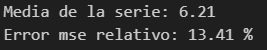 Media de la serie: 6.21
Error mse relativo: 13.41 %